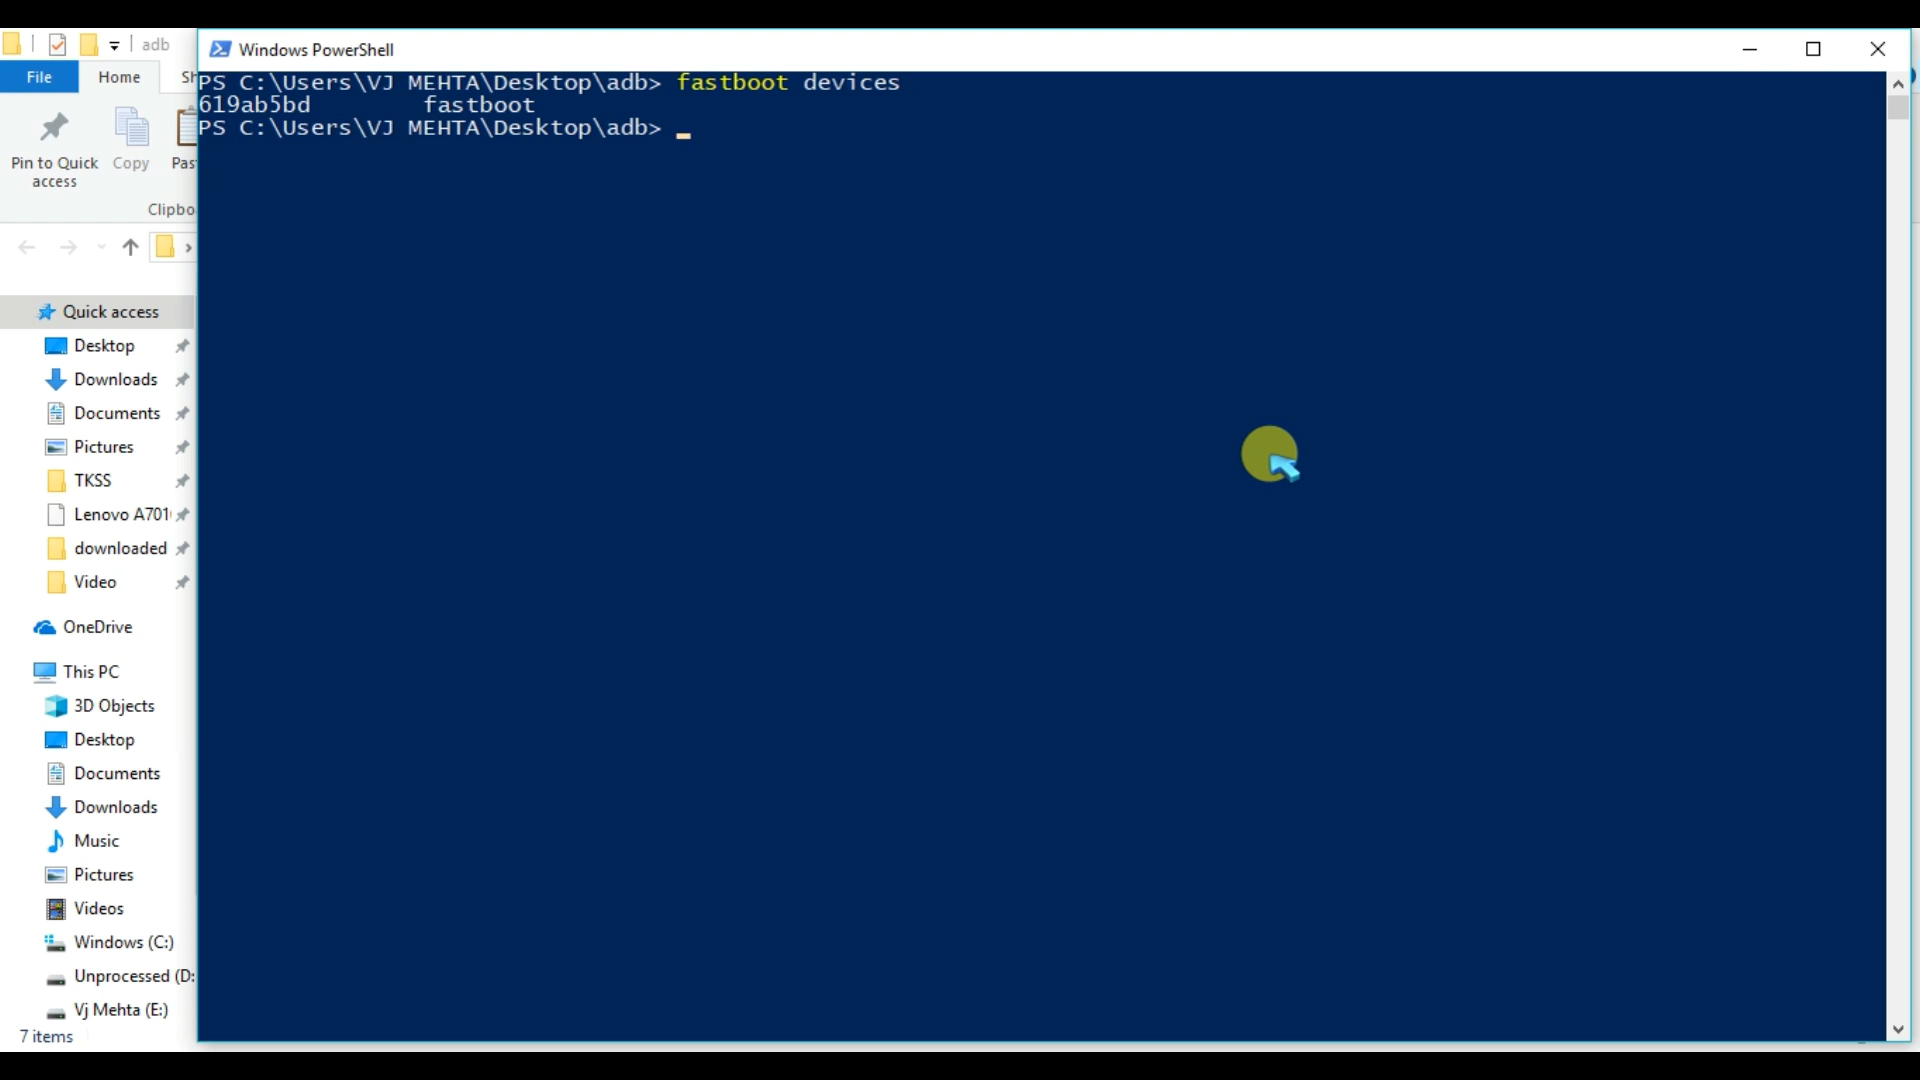 adb
Windows PowerShell
File
Home
Pin to Quick
access
Copy
Clipbo
PS C:\Users\VJ MEHTA\Desktop\adb> fastboot devices
619ab5bd        fastboot
PS C:\Users\VJ MEHTA\Desktop\adb>
Quick access
Desktop
Downloads
Documents
Pictures
TKSS
Lenovo A701
downloaded
Video
OneDrive
This PC
3D Objects
Desktop
Documents
Downloads
Music
Pictures
Videos
Windows (C:)
Unprocessed (D:
Vj Mehta (E:)
7 items